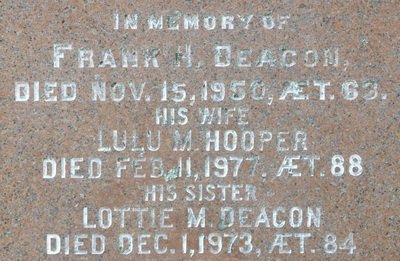 IN MEMORY OF
FRANK H. DEACON.
DIED NOV. 15, 1950, ÆT. 63.
HIS WIFE
LULU M. HOOPER
DIED FEB. 11, 1977. ÆT. 88
HIS SISTER
LOTTIE M. DEACON
DIED DEC. 1, 1973, ÆT. 84